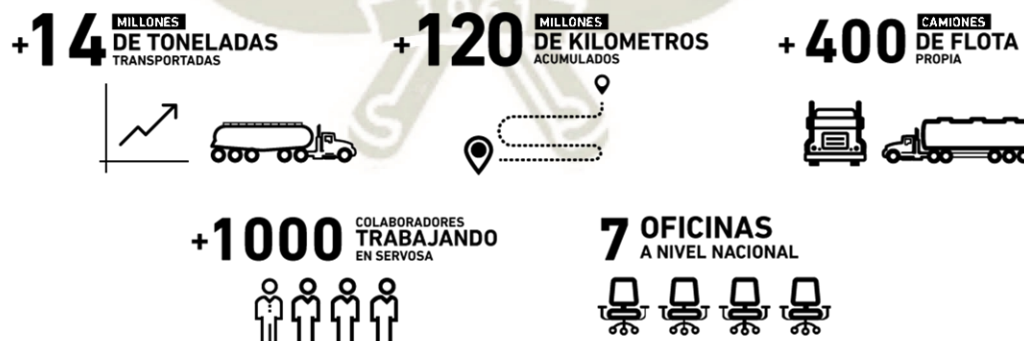 +14 MILLONES
DE TONELADAS
TRANSPORTADAS
+120 MILLONES
DE KILOMETROS
ACUMULADOS
+400 CAMIONES
DE FLOTA
PROPIA
+1000 COLABORADORES
TRABAJANDO
EN SERVOSA
7 OFICINAS
A NIVEL NACIONAL